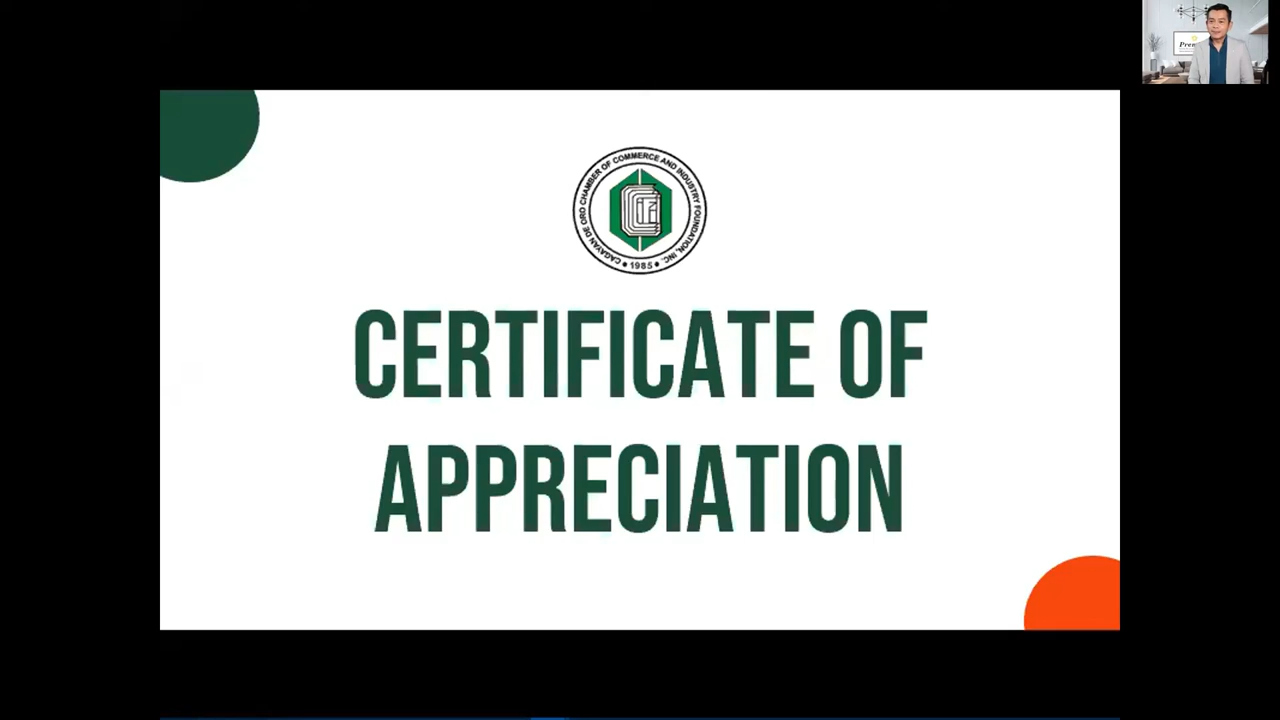 CAGAYAN DE ORO CHAMBER OF COMMERCE AND INDUSTRY FOUNDATION, INC.
1985
CERTIFICATE OF
APPRECIATION